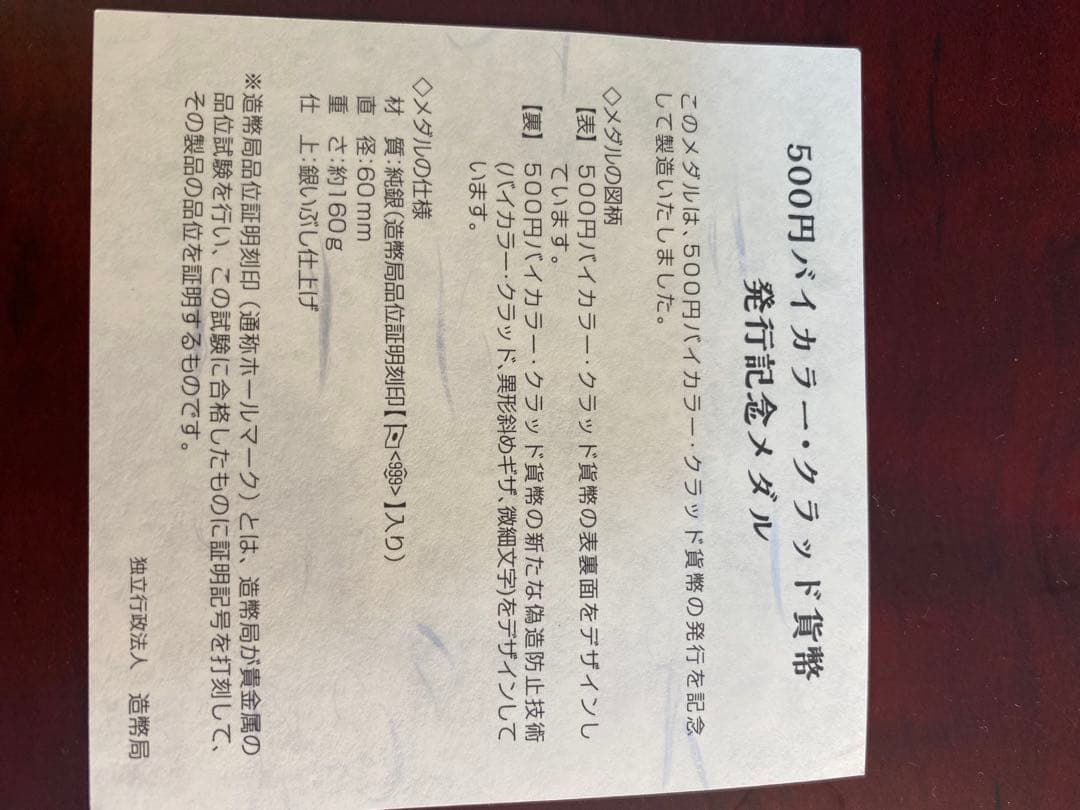 500円バイカラー・クラッド貨幣
発行記念メダル
このメダルは、500円バイカラー・クラッド貨幣の発行を記念
して製造いたしました。
◇メダルの図柄
【表】 500円バイカラー・クラッド貨幣の表裏面をデザインし
ています。
【裏】 500円バイカラー・クラッド貨幣の新たな偽造防止技術
(バイカラー・クラッド、異形斜めギザ、微細文字)をデザインして
います。
◇メダルの仕様
材 質:純銀(造幣局品位証明刻印【<999>】入り)
直 径:60mm
重 さ:約160g
仕 上:銀いぶし仕上げ
※造幣局品位証明刻印(通称ホールマーク)とは、造幣局が貴金属の
品位試験を行い、この試験に合格したものに証明記号を打刻して、
その製品の品位を証明するものです。
独立行政法人 造幣局